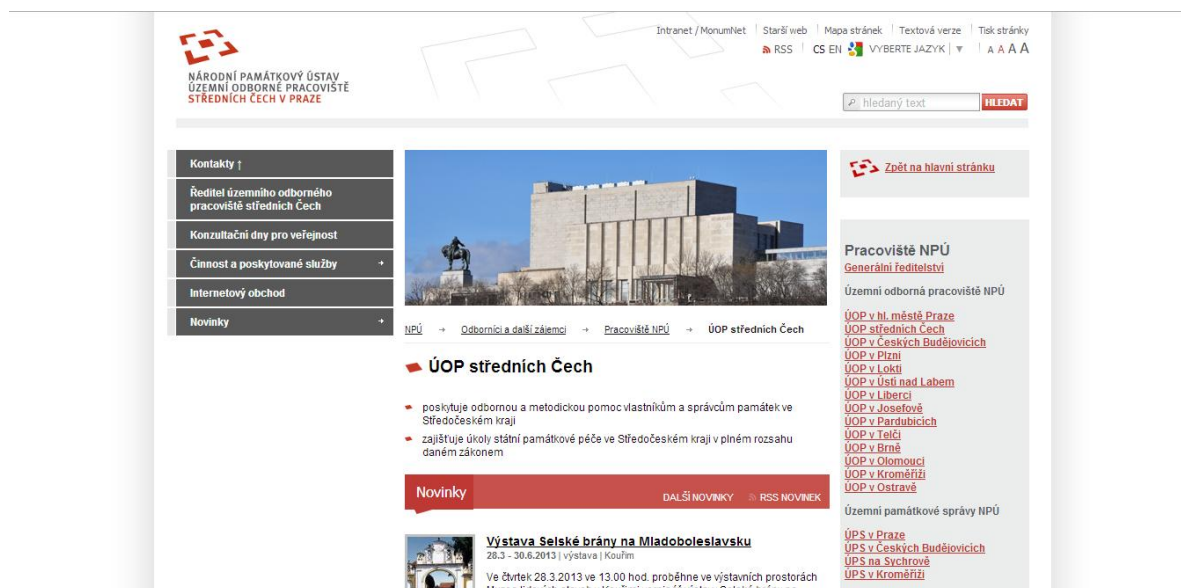 Intranet / MonumNet Starší web Mapa stránek Textová verze Tisk stránky
RSS CS EN VYBERTE JAZYK ▼ A A A A
NÁRODNÍ PAMÁTKOVÝ ÚSTAV
ÚZEMNÍ ODBORNÉ PRACOVIŠTĚ
STŘEDNÍCH ČECH V PRAZE
hledaný text HLEDAT
Kontakty ↑
Ředitel územního odborného
pracoviště středních Čech
Konzultační dny pro veřejnost
Činnost a poskytované služby
Internetový obchod
Novinky
NPÚ → Odborníci a další zájemci → Pracoviště NPÚ → ÚOP středních Čech
ÚOP středních Čech
poskytuje odbornou a metodickou pomoc vlastníkům a správcům památek ve
Středočeském kraji
zajišťuje úkoly státní památkové péče ve Středočeském kraji v plném rozsahu
daném zákonem
Novinky DALŠÍ NOVINKY RSS NOVINEK
Výstava Selské brány na Mladoboleslavsku
28.3 - 30.6.2013 | výstava | Kouřim
Ve čtvrtek 28.3.2013 ve 13.00 hod. proběhne ve výstavních prostorách
Zpět na hlavní stránku
Pracoviště NPÚ
Generální ředitelství
Územní odborná pracoviště NPÚ
ÚOP v hl. městě Praze
ÚOP středních Čech
ÚOP v Českých Budějovicích
ÚOP v Plzni
ÚOP v Lokti
ÚOP v Ústí nad Labem
ÚOP v Liberci
ÚOP v Josefově
ÚOP v Pardubicích
ÚOP v Telči
ÚOP v Brně
ÚOP v Olomouci
ÚOP v Kroměříži
ÚOP v Ostravě
Územní památkové správy NPÚ
ÚPS v Praze
ÚPS v Českých Budějovicích
ÚPS na Sychrově
ÚPS v Kroměříži